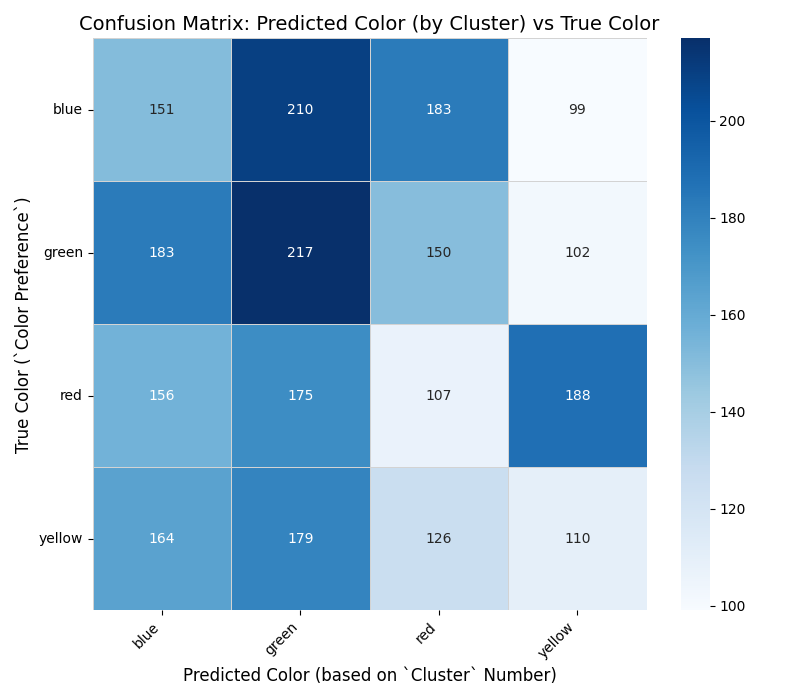 Confusion Matrix: Predicted Color (by Cluster) vs True Color
True Color (`Color Preference`)
blue 151 210 183 99
green 183 217 150 102
red 156 175 107 188
yellow 164 179 126 110
blue green red yellow
Predicted Color (based on `Cluster` Number)
200
180
160
140
120
100